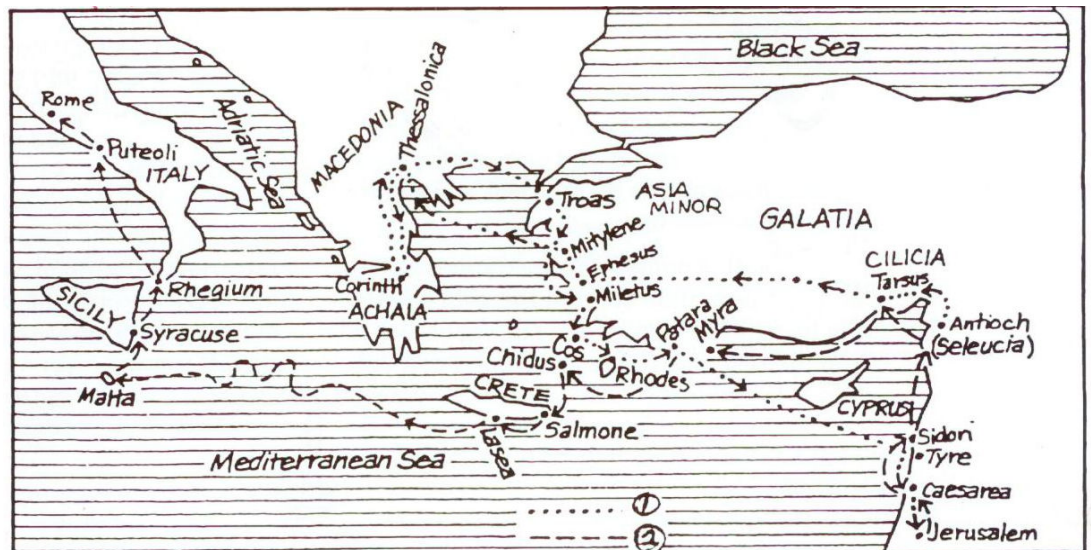 Black Sea
Rome
Puteoli
ITALY
Adriatic Sea
MACEDONIA
Thessalonica
Troas
ASIA
MINOR
GALATIA
Mitylene
Ephesus
Miletus
CILICIA
Tarsus
Antioch
(Seleucia)
Corinth
ACHAIA
Rhegium
SICILY
Syracuse
Malta
Cos
Chidus
Rhodes
Patara
Myra
CRETE
Salmone
Lasea
CYPRUS
Sidon
Tyre
Caesarea
Jerusalem
Mediterranean Sea
1
2